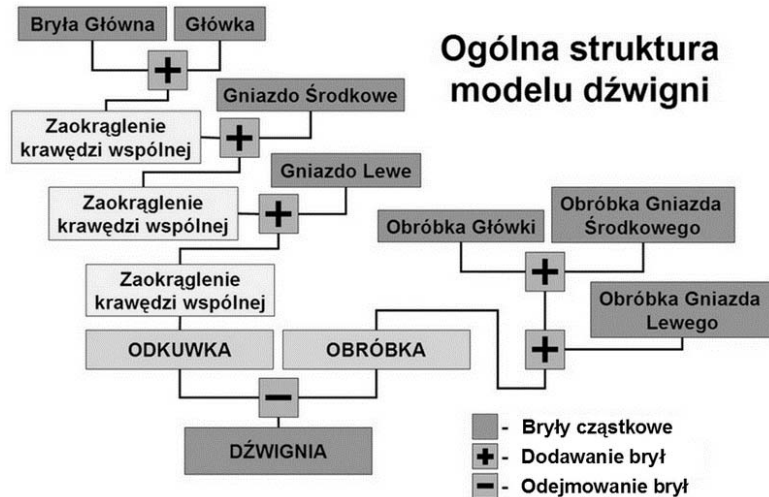 Ogólna struktura
modelu dźwigni
Bryła Główna
Główka
+
Gniazdo Środkowe
Zaokrąglenie
krawędzi wspólnej
+
Gniazdo Lewe
Zaokrąglenie
krawędzi wspólnej
+
Zaokrąglenie
krawędzi wspólnej
Obróbka Główki
Obróbka Gniazda
Środkowego
+
Obróbka Gniazda
Lewego
+
ODKUWKA
OBRÓBKA
−
DŹWIGNIA
- Bryły cząstkowe
+ - Dodawanie brył
− - Odejmowanie brył